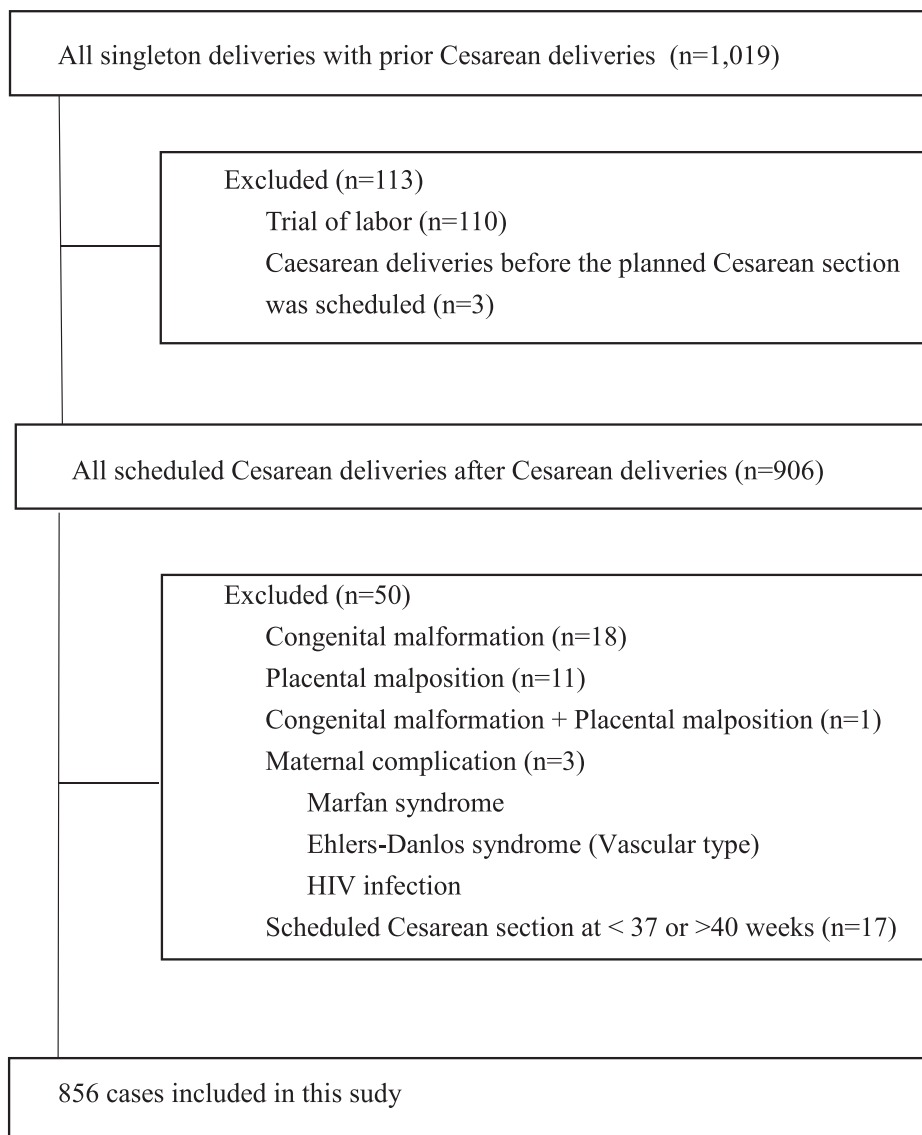 All singleton deliveries with prior Cesarean deliveries (n=1,019)
Excluded (n=113)
Trial of labor (n=110)
Caesarean deliveries before the planned Cesarean section
was scheduled (n=3)
All scheduled Cesarean deliveries after Cesarean deliveries (n=906)
Excluded (n=50)
Congenital malformation (n=18)
Placental malposition (n=11)
Congenital malformation + Placental malposition (n=1)
Maternal complication (n=3)
Marfan syndrome
Ehlers-Danlos syndrome (Vascular type)
HIV infection
Scheduled Cesarean section at < 37 or >40 weeks (n=17)
856 cases included in this study